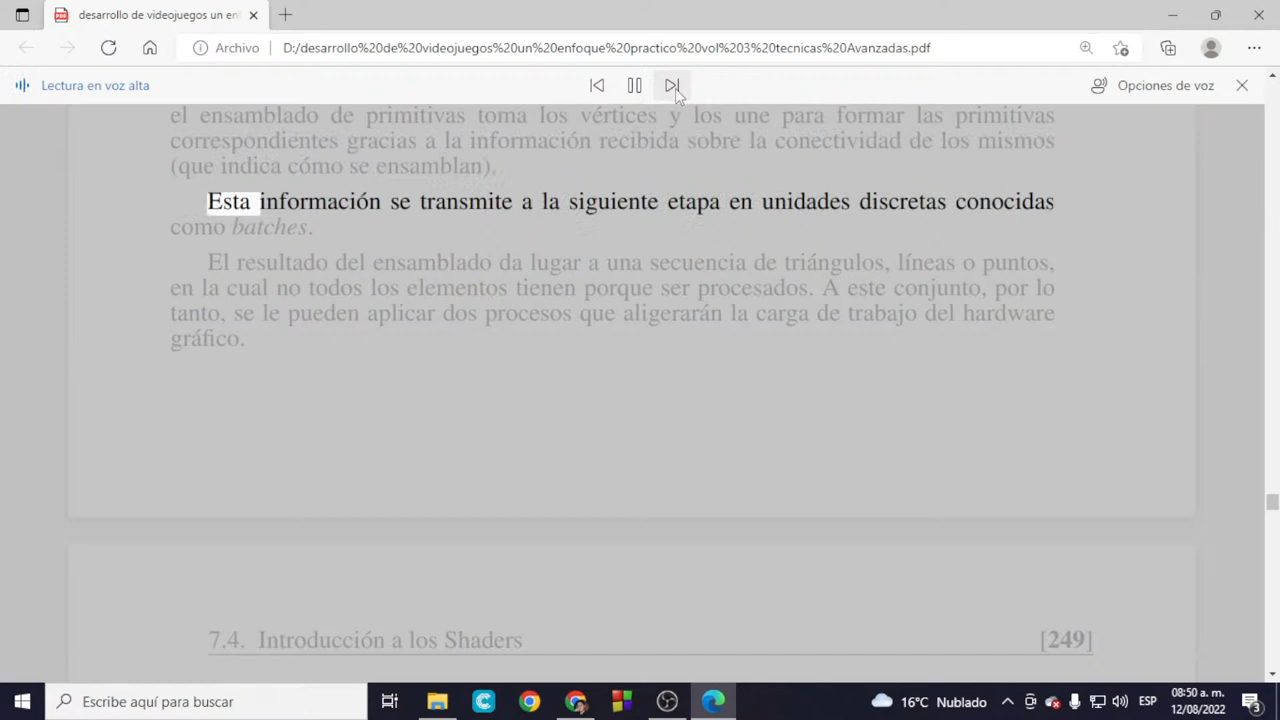 desarrollo de videojuegos un en
Archivo
D:/desarrollo%20de%20videojuegos%20un%20enfoque%20practico%20vol%203%20tecnicas%20Avanzadas.pdf
Lectura en voz alta
Opciones de voz
el ensamblado de primitivas toma los vértices y los une para formar las primitivas
correspondientes gracias a la información recibida sobre la conectividad de los mismos
(que indica cómo se ensamblan).
Esta información se transmite a la siguiente etapa en unidades discretas conocidas
como batches.
El resultado del ensamblado da lugar a una secuencia de triángulos, líneas o puntos,
en la cual no todos los elementos tienen porque ser procesados. A este conjunto, por lo
tanto, se le pueden aplicar dos procesos que aligerarán la carga de trabajo del hardware
gráfico.
7.4. Introducción a los Shaders [249]
Escribe aquí para buscar
16°C Nublado
ESP
08:50 a. m.
12/08/2022
3